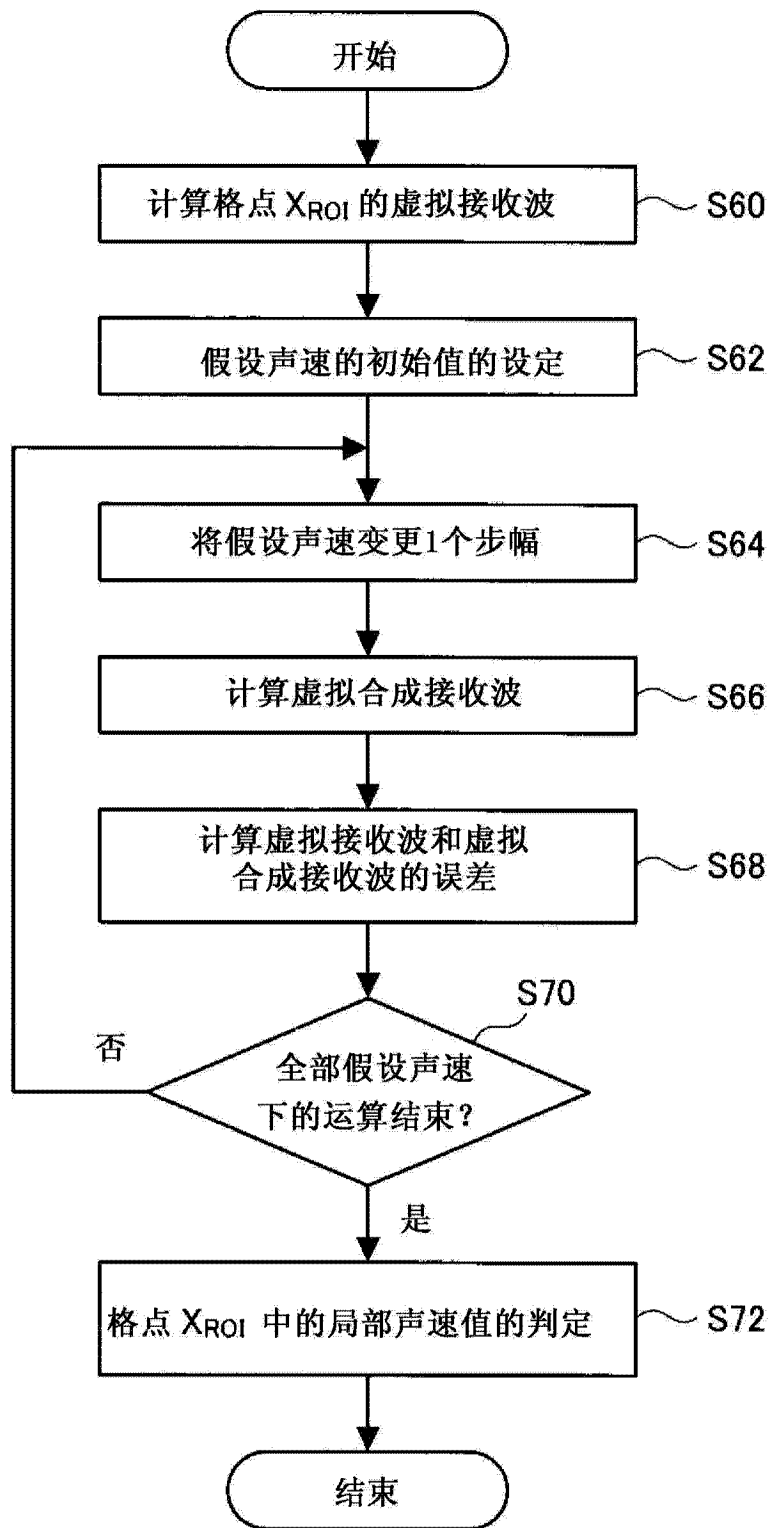 开始
计算格点 XROI 的虚拟接收波
S60
假设声速的初始值的设定
S62
将假设声速变更1个步幅
S64
计算虚拟合成接收波
S66
计算虚拟接收波和虚拟
合成接收波的误差
S68
S70
否
全部假设声速
下的运算结束?
是
格点 XROI 中的局部声速值的判定
S72
结束